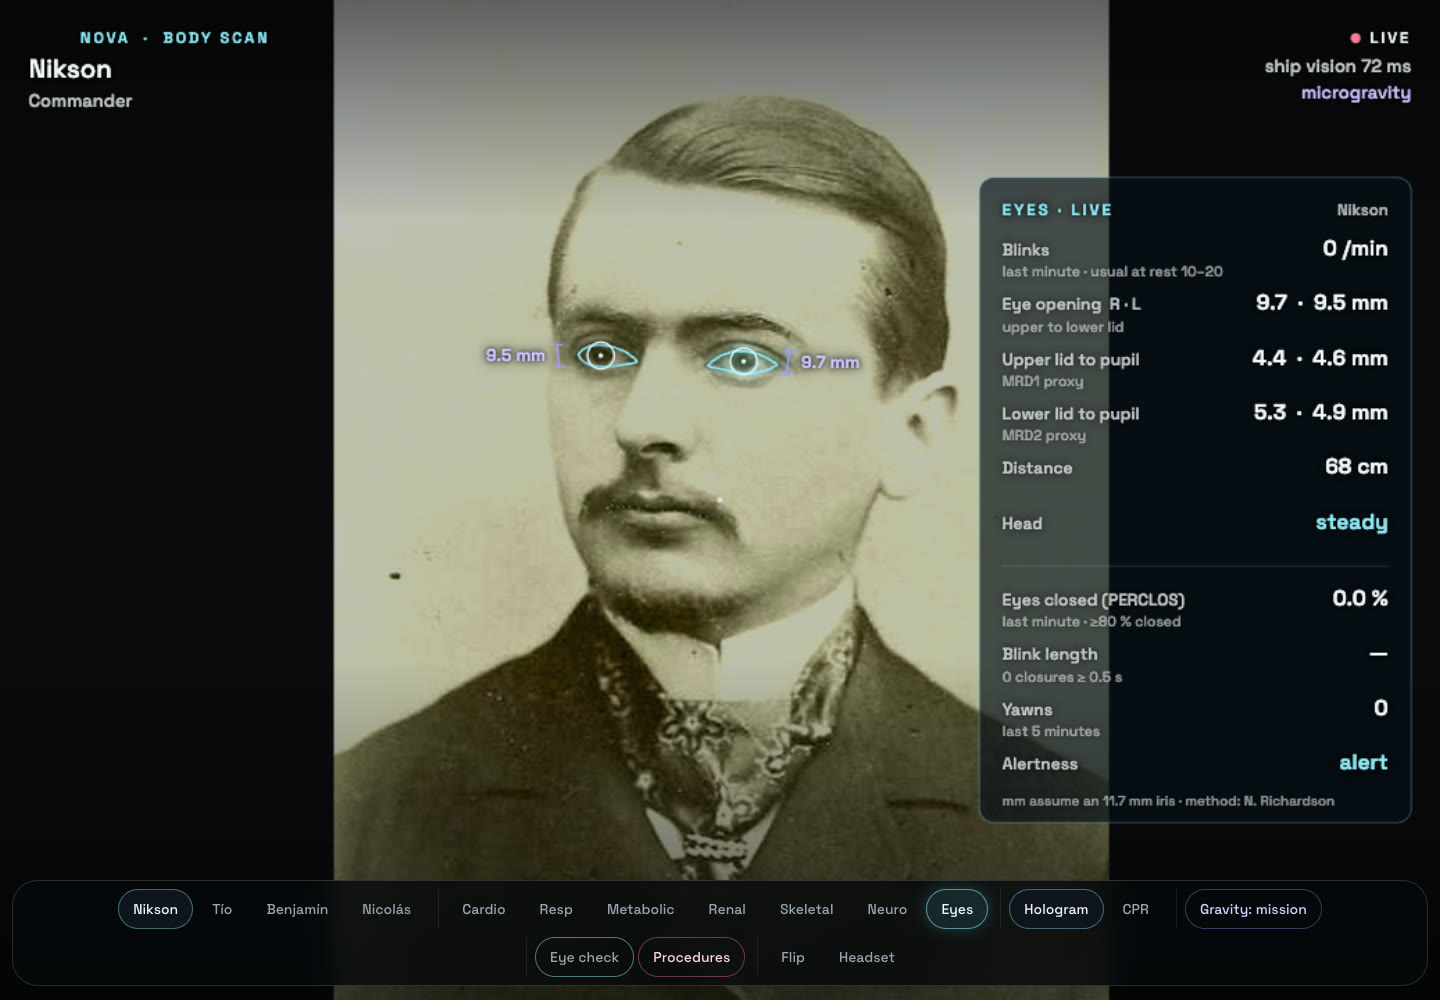 NOVA · BODY SCAN
Nikson
Commander
LIVE
ship vision 72 ms
microgravity
EYES · LIVE
Nikson
Blinks
0 /min
last minute · usual at rest 10–20
Eye opening R · L
9.7 · 9.5 mm
upper to lower lid
Upper lid to pupil
4.4 · 4.6 mm
MRD1 proxy
Lower lid to pupil
5.3 · 4.9 mm
MRD2 proxy
Distance
68 cm
Head
steady
Eyes closed (PERCLOS)
0.0 %
last minute · ≥80 % closed
Blink length
—
0 closures ≥ 0.5 s
Yawns
0
last 5 minutes
Alertness
alert
mm assume an 11.7 mm iris · method: N. Richardson
9.5 mm
9.7 mm
Nikson Tío Benjamín Nicolás Cardio Resp Metabolic Renal Skeletal Neuro Eyes Hologram CPR Gravity: mission
Eye check Procedures Flip Headset